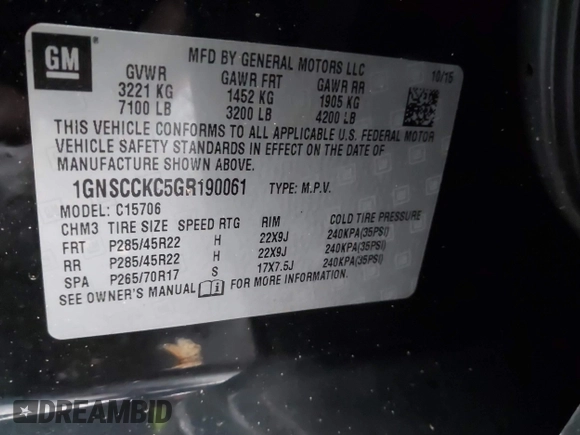 GM
MFD BY GENERAL MOTORS LLC
10/15
GVWR GAWR FRT GAWR RR
3221 KG 1452 KG 1905 KG
7100 LB 3200 LB 4200 LB
THIS VEHICLE CONFORMS TO ALL APPLICABLE U.S. FEDERAL MOTOR
VEHICLE SAFETY STANDARDS IN EFFECT ON THE DATE OF
MANUFACTURE SHOWN ABOVE.
1GNSCCKC5GR190061 TYPE: M.P.V.
MODEL: C15706
CHM3 TIRE SIZE SPEED RTG RIM COLD TIRE PRESSURE
FRT P285/45R22 H 22X9J 240KPA(35PSI)
RR P285/45R22 H 22X9J 240KPA(35PSI)
SPA P265/70R17 S 17X7.5J 240KPA(35PSI)
SEE OWNER'S MANUAL FOR MORE INFORMATION.
DREAMBID